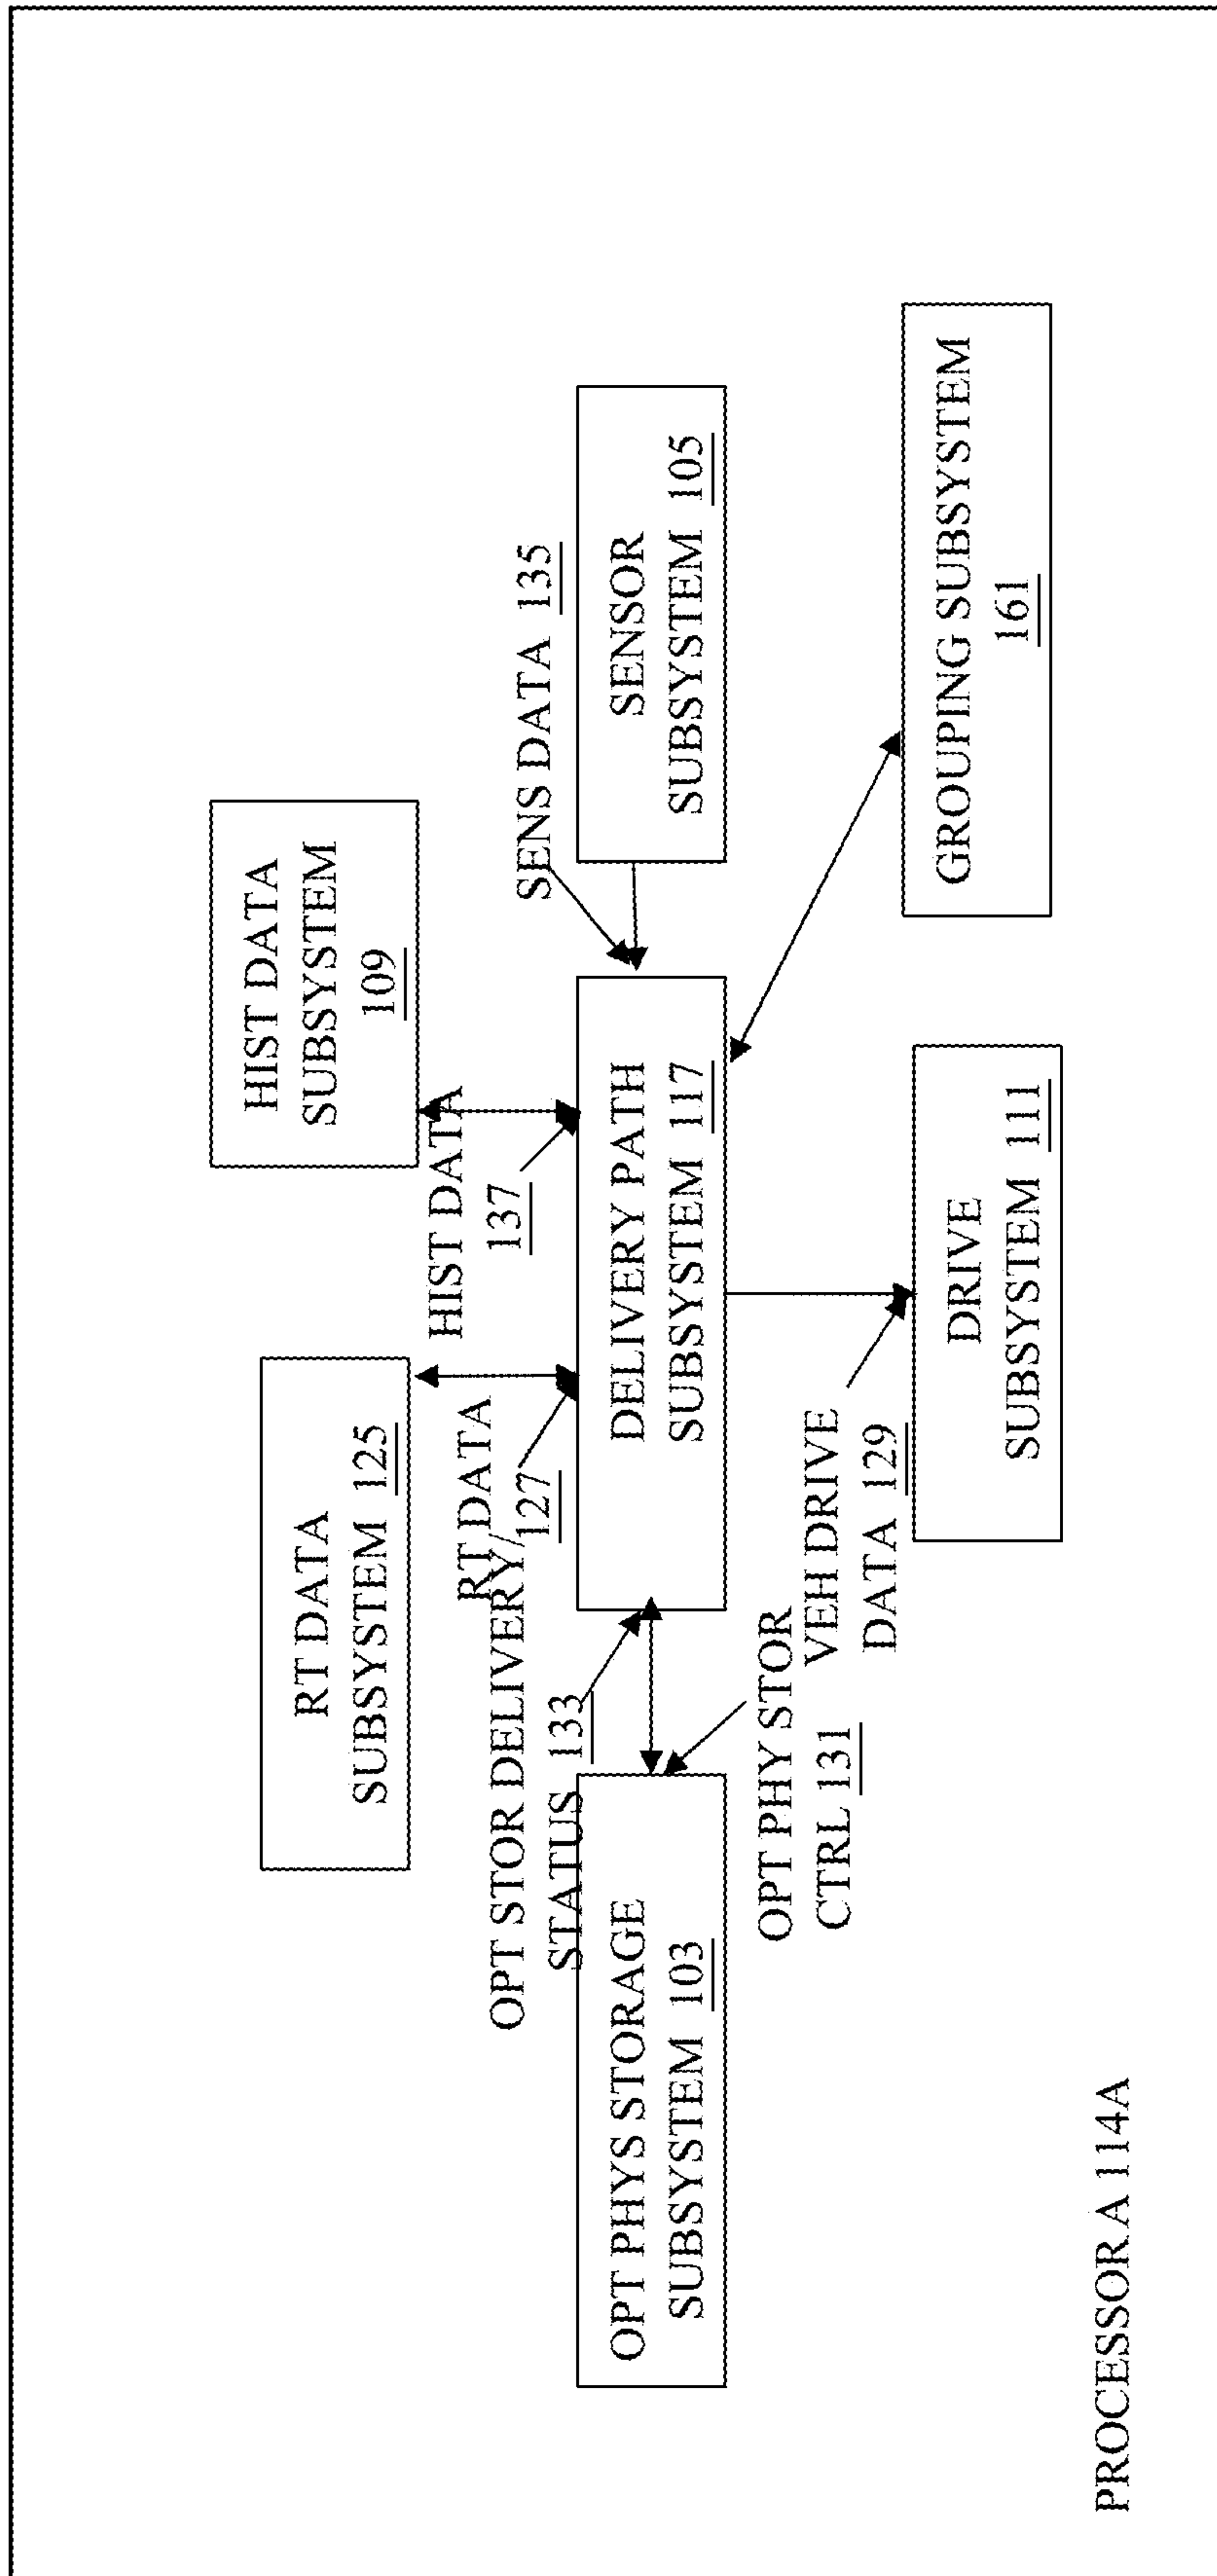 RT DATA
SUBSYSTEM 125
HIST DATA
SUBSYSTEM
109
RT DATA
127
HIST DATA
137
SENS DATA 135
OPT STOR DELIVERY/
STATUS 133
OPT PHYS STORAGE
SUBSYSTEM 103
DELIVERY PATH
SUBSYSTEM 117
SENSOR
SUBSYSTEM 105
OPT PHY STOR
CTRL 131
VEH DRIVE
DATA 129
DRIVE
SUBSYSTEM 111
GROUPING SUBSYSTEM
161
PROCESSOR A 114A